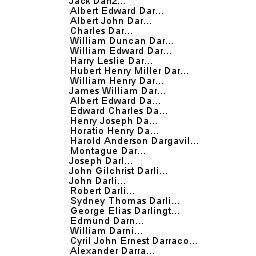 Jack Danz...
Albert Edward Dar...
Albert John Dar...
Charles Dar...
William Duncan Dar...
William Edward Dar...
Harry Leslie Dar...
Hubert Henry Miller Dar...
William Henry Dar...
James William Dar...
Albert Edward Da...
Edward Charles Da...
Henry Joseph Da...
Horatio Henry Da...
Harold Anderson Dargavil...
Montague Dar...
Joseph Darl...
John Gilchrist Darli...
John Darli...
Robert Darli...
Sydney Thomas Darli...
George Elias Darlingt...
Edmund Darn...
William Darni...
Cyril John Ernest Darraco...
Alexander Darra...